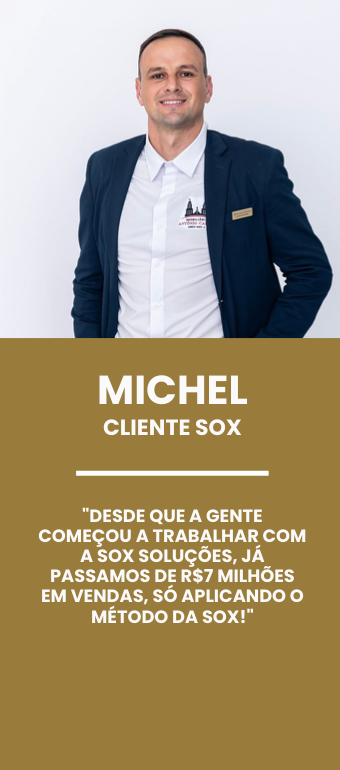 MICHEL
CLIENTE SOX
"DESDE QUE A GENTE
COMEÇOU A TRABALHAR COM
A SOX SOLUÇÕES, JÁ
PASSAMOS DE R$7 MILHÕES
EM VENDAS, SÓ APLICANDO O
MÉTODO DA SOX!"